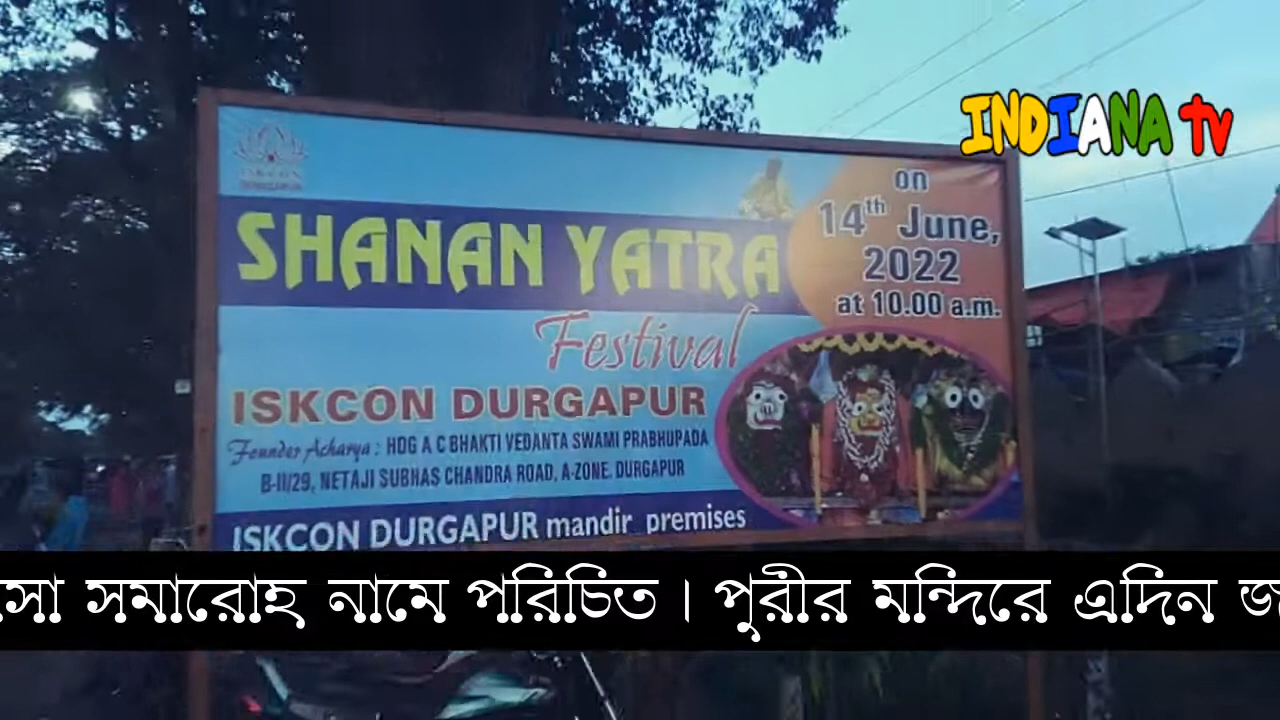 INDIANA TV
ISKCON
on
14th June,
2022
at 10.00 a.m.
SHANAN YATRA
Festival
ISKCON DURGAPUR
Founder Acharya : HDG A C BHAKTI VEDANTA SWAMI PRABHUPADA
B-II/29, NETAJI SUBHAS CHANDRA ROAD, A-ZONE, DURGAPUR
ISKCON DURGAPUR mandir premises
সমারোহ নামে পরিচিত। পুরীর মন্দিরে এদিন